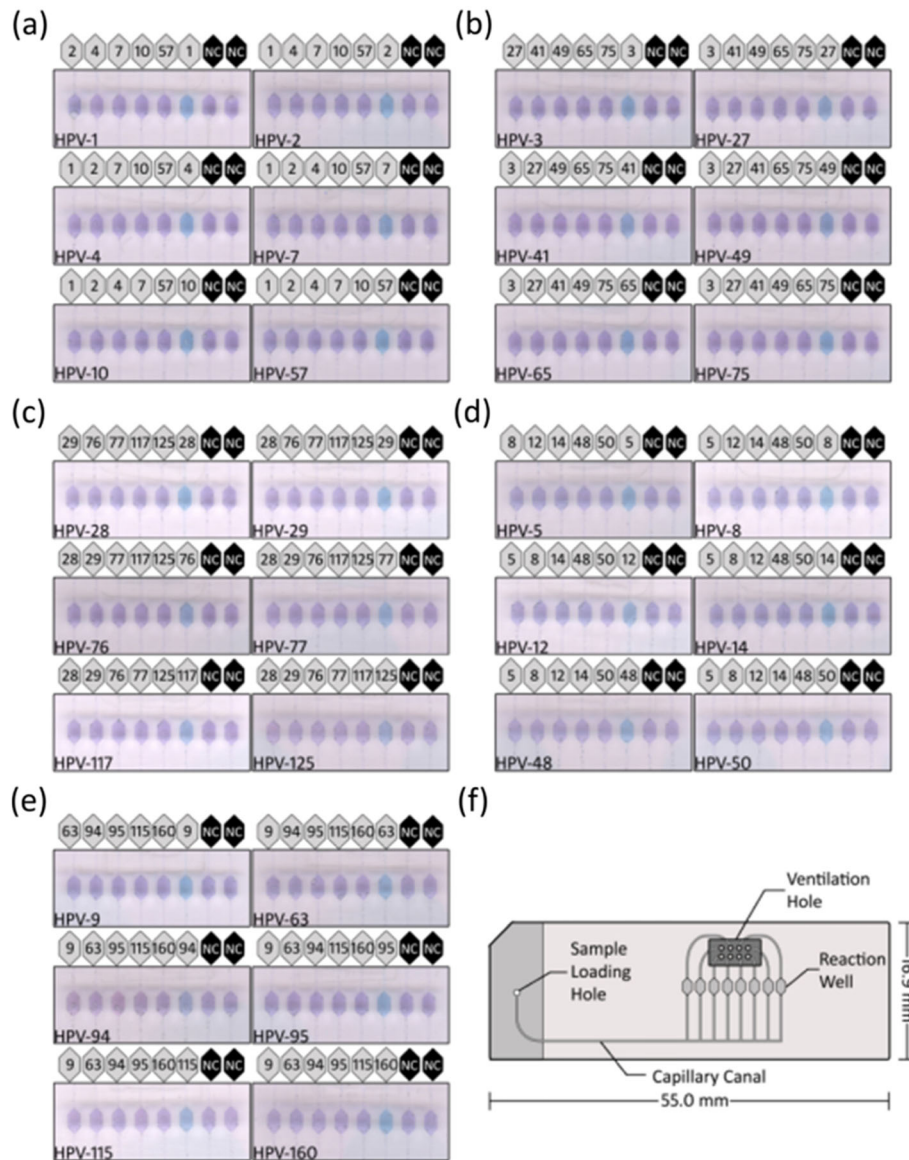 (a)
2 4 7 10 57 1 NC NC
1 4 7 10 57 2 NC NC
HPV-1
HPV-2
1 2 7 10 57 4 NC NC
1 2 4 10 57 7 NC NC
HPV-4
HPV-7
1 2 4 7 57 10 NC NC
1 2 4 7 10 57 NC NC
HPV-10
HPV-57
(b)
27 41 49 65 75 3 NC NC
3 41 49 65 75 27 NC NC
HPV-3
HPV-27
3 27 49 65 75 41 NC NC
3 27 41 65 75 49 NC NC
HPV-41
HPV-49
3 27 41 49 75 65 NC NC
3 27 41 49 65 75 NC NC
HPV-65
HPV-75
(c)
29 76 77 117 125 28 NC NC
28 76 77 117 125 29 NC NC
HPV-28
HPV-29
28 29 77 117 125 76 NC NC
28 29 76 117 125 77 NC NC
HPV-76
HPV-77
28 29 76 77 125 117 NC NC
28 29 76 77 117 125 NC NC
HPV-117
HPV-125
(d)
8 12 14 48 50 5 NC NC
5 12 14 48 50 8 NC NC
HPV-5
HPV-8
5 8 14 48 50 12 NC NC
5 8 12 48 50 14 NC NC
HPV-12
HPV-14
5 8 12 14 50 48 NC NC
5 8 12 14 48 50 NC NC
HPV-48
HPV-50
(e)
63 94 95 115 160 9 NC NC
9 94 95 115 160 63 NC NC
HPV-9
HPV-63
9 63 95 115 160 94 NC NC
9 63 94 115 160 95 NC NC
HPV-94
HPV-95
9 63 94 95 160 115 NC NC
9 63 94 95 115 160 NC NC
HPV-115
HPV-160
(f)
Ventilation
Hole
Sample
Loading
Hole
Reaction
Well
Capillary Canal
16.9 mm
55.0 mm